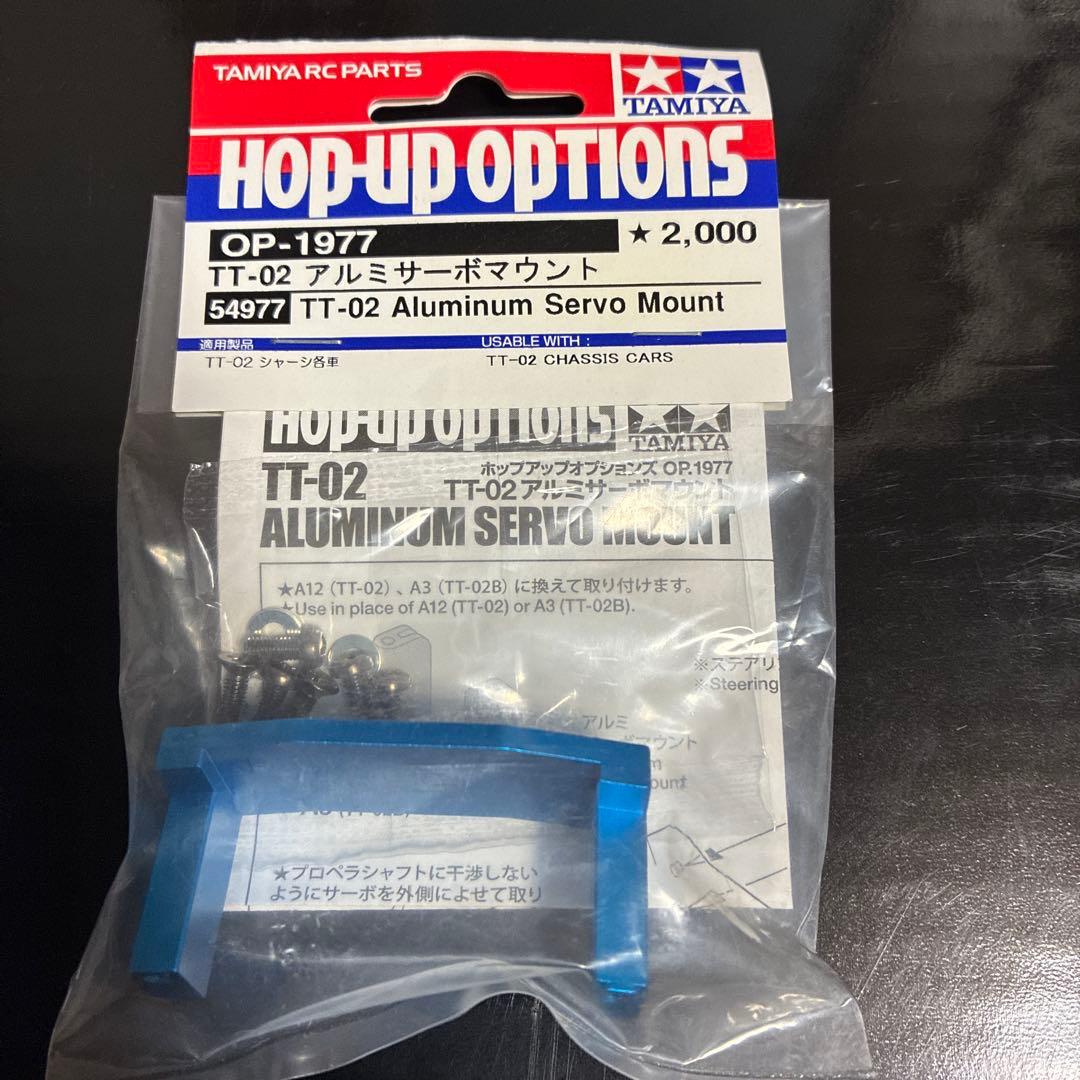 TAMIYA RC PARTS
TAMIYA
HOP-UP OPTIONS
OP-1977
★ 2,000
TT-02 アルミサーボマウント
54977 TT-02 Aluminum Servo Mount
適用製品
USABLE WITH :
TT-02 シャーシ各車
TT-02 CHASSIS CARS
HOP-UP OPTIONS
TAMIYA
TT-02
ホップアップオプションズ OP.1977
TT-02 アルミサーボマウント
ALUMINUM SERVO MOUNT
★A12 (TT-02) 、A3 (TT-02B) に換えて取り付けます。
★Use in place of A12 (TT-02) or A3 (TT-02B).
※ステアリ
※Steering
アルミ
マウント
★プロペラシャフトに干渉しない
ようにサーボを外側によせて取り